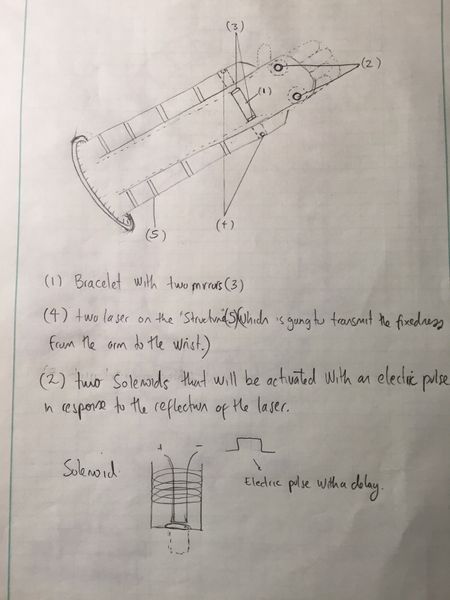 (3)
(2)
(1)
(4)
(5)
(1) Bracelet with two mirrors (3)
(4) two laser on the 'Structure'(5)(which is going to transmit the fixedness
from the arm to the wrist.)
(2) two Solenoids that will be activated with an electric pulse
in response to the reflection of the laser.
Solenoid
+ -
Electric pulse with a delay.